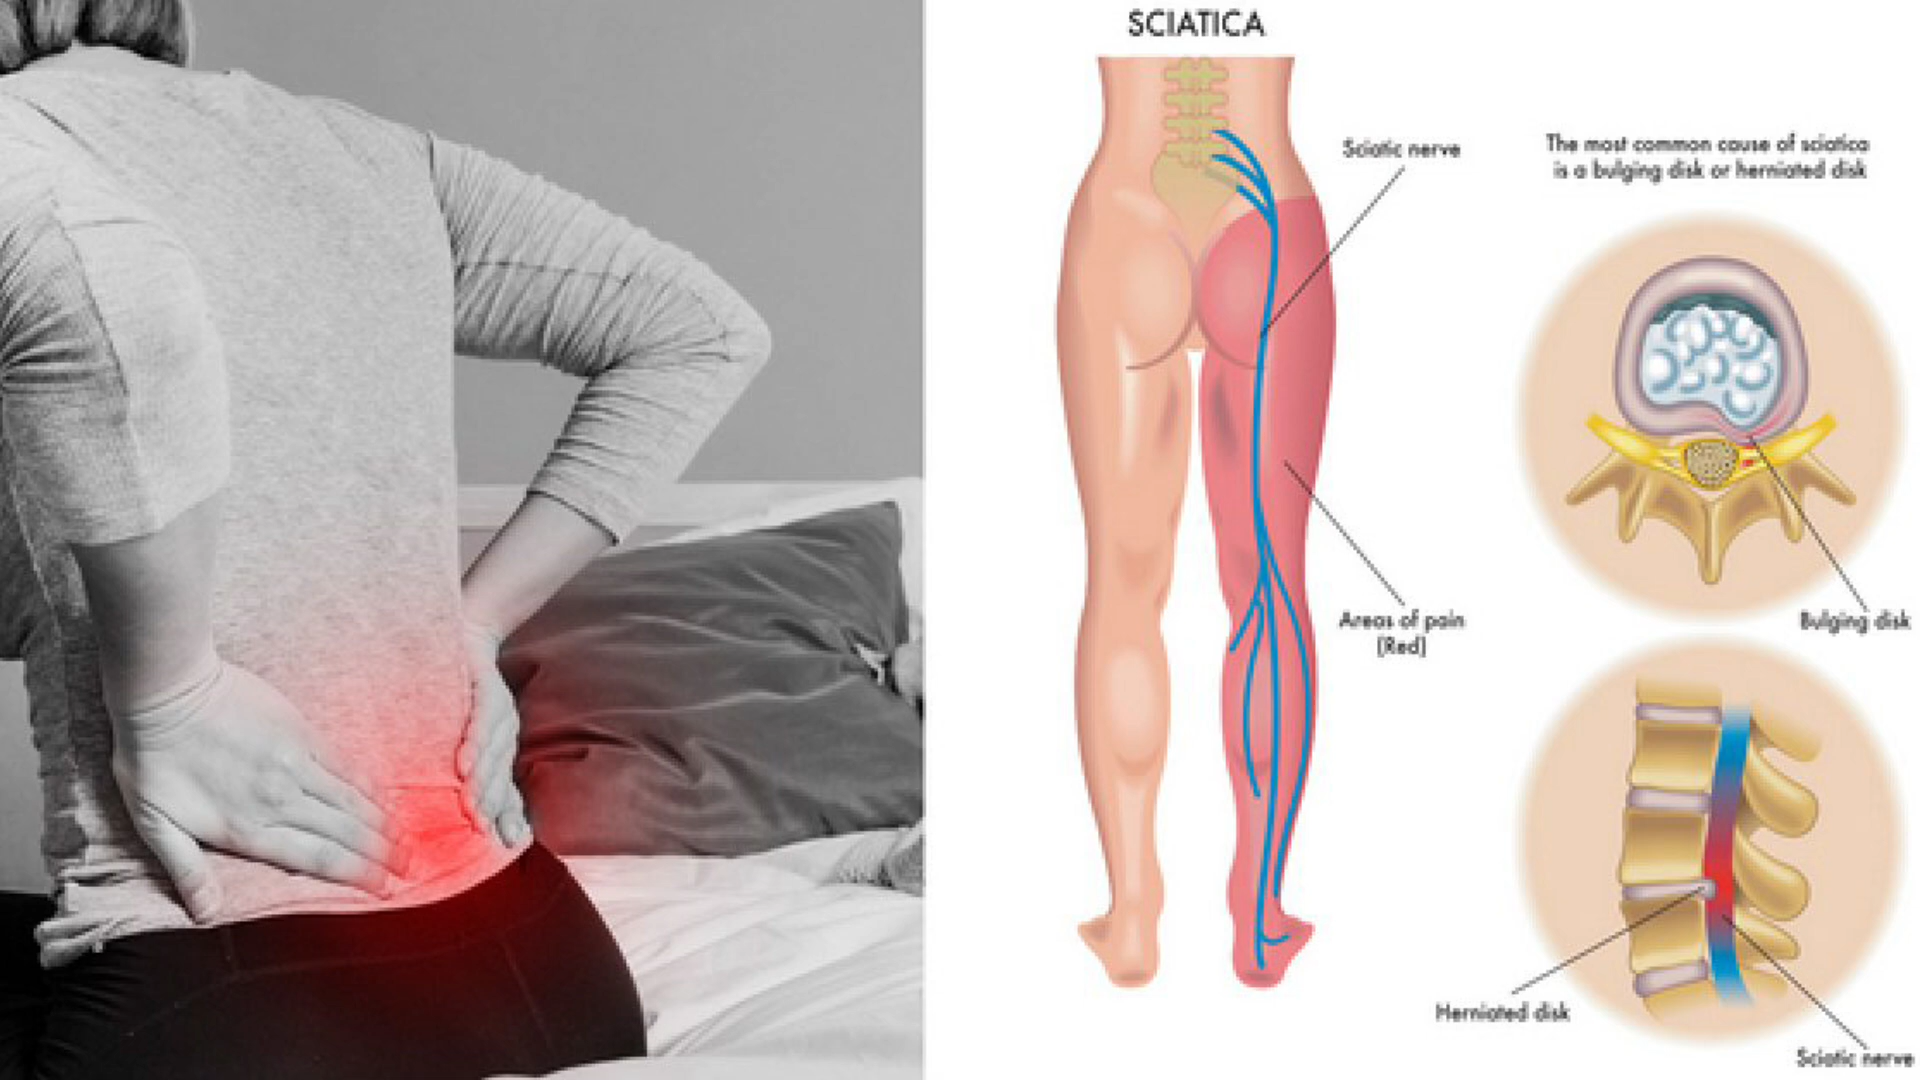 SCIATICA
Sciatic nerve
The most common cause of sciatica
is a bulging disk or herniated disk
Areas of pain
(Red)
Bulging disk
Herniated disk
Sciatic nerve